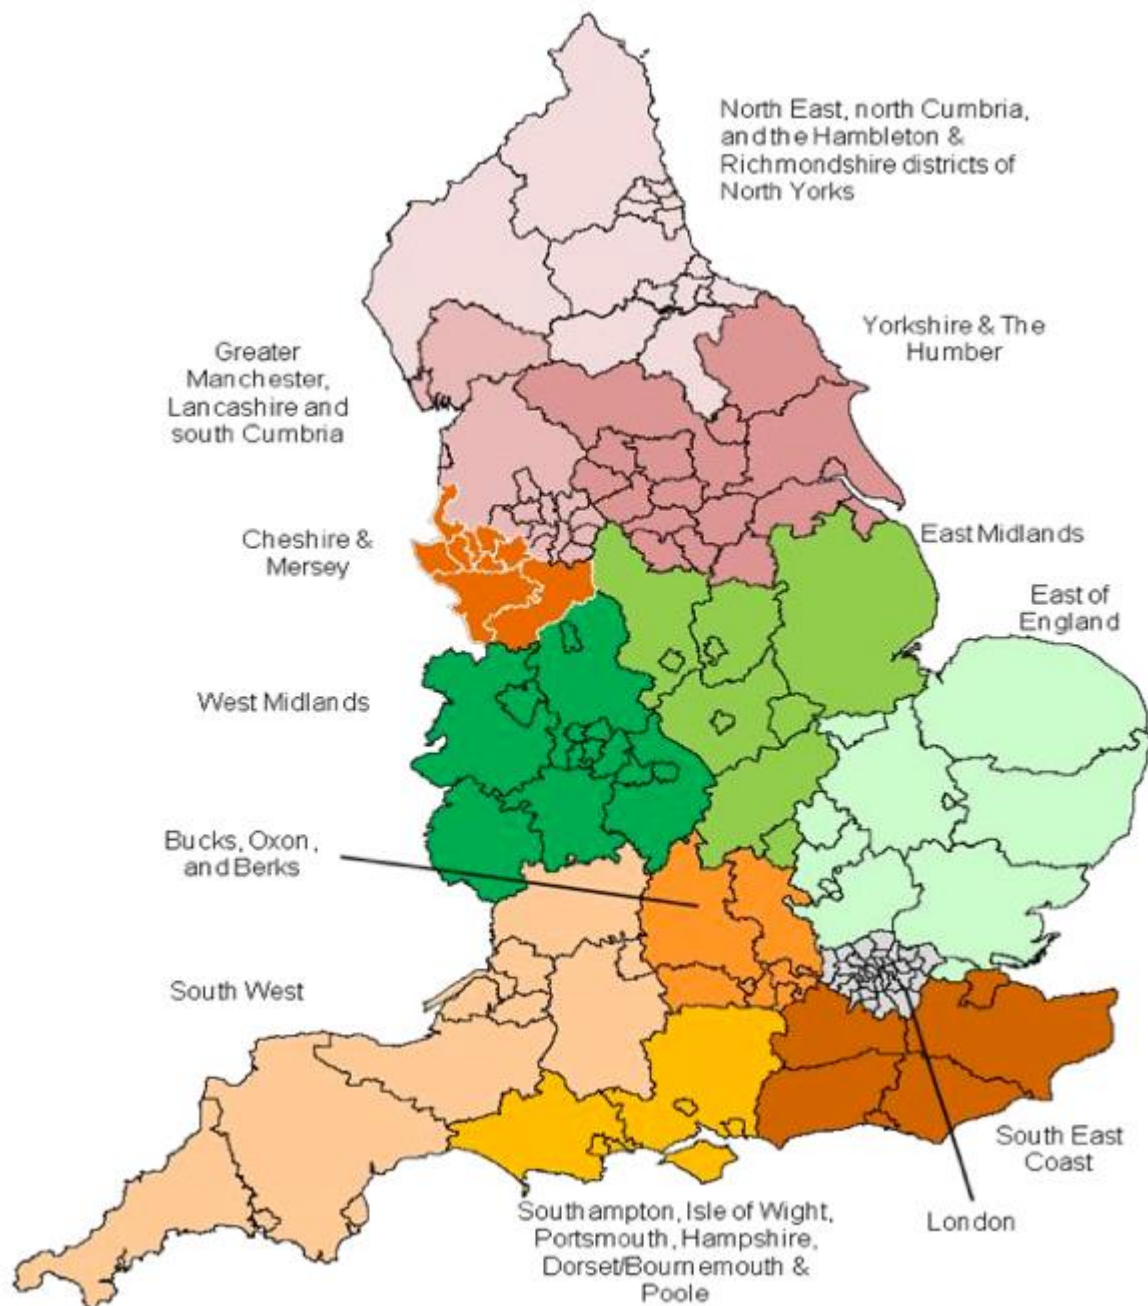 North East, north Cumbria,
and the Hambleton &
Richmondshire districts of
North Yorks
Yorkshire & The
Humber
Greater
Manchester,
Lancashire and
south Cumbria
Cheshire &
Mersey
East Midlands
East of
England
West Midlands
Bucks, Oxon,
and Berks
South West
South East
Coast
London
Southampton, Isle of Wight,
Portsmouth, Hampshire,
Dorset/Bournemouth &
Poole